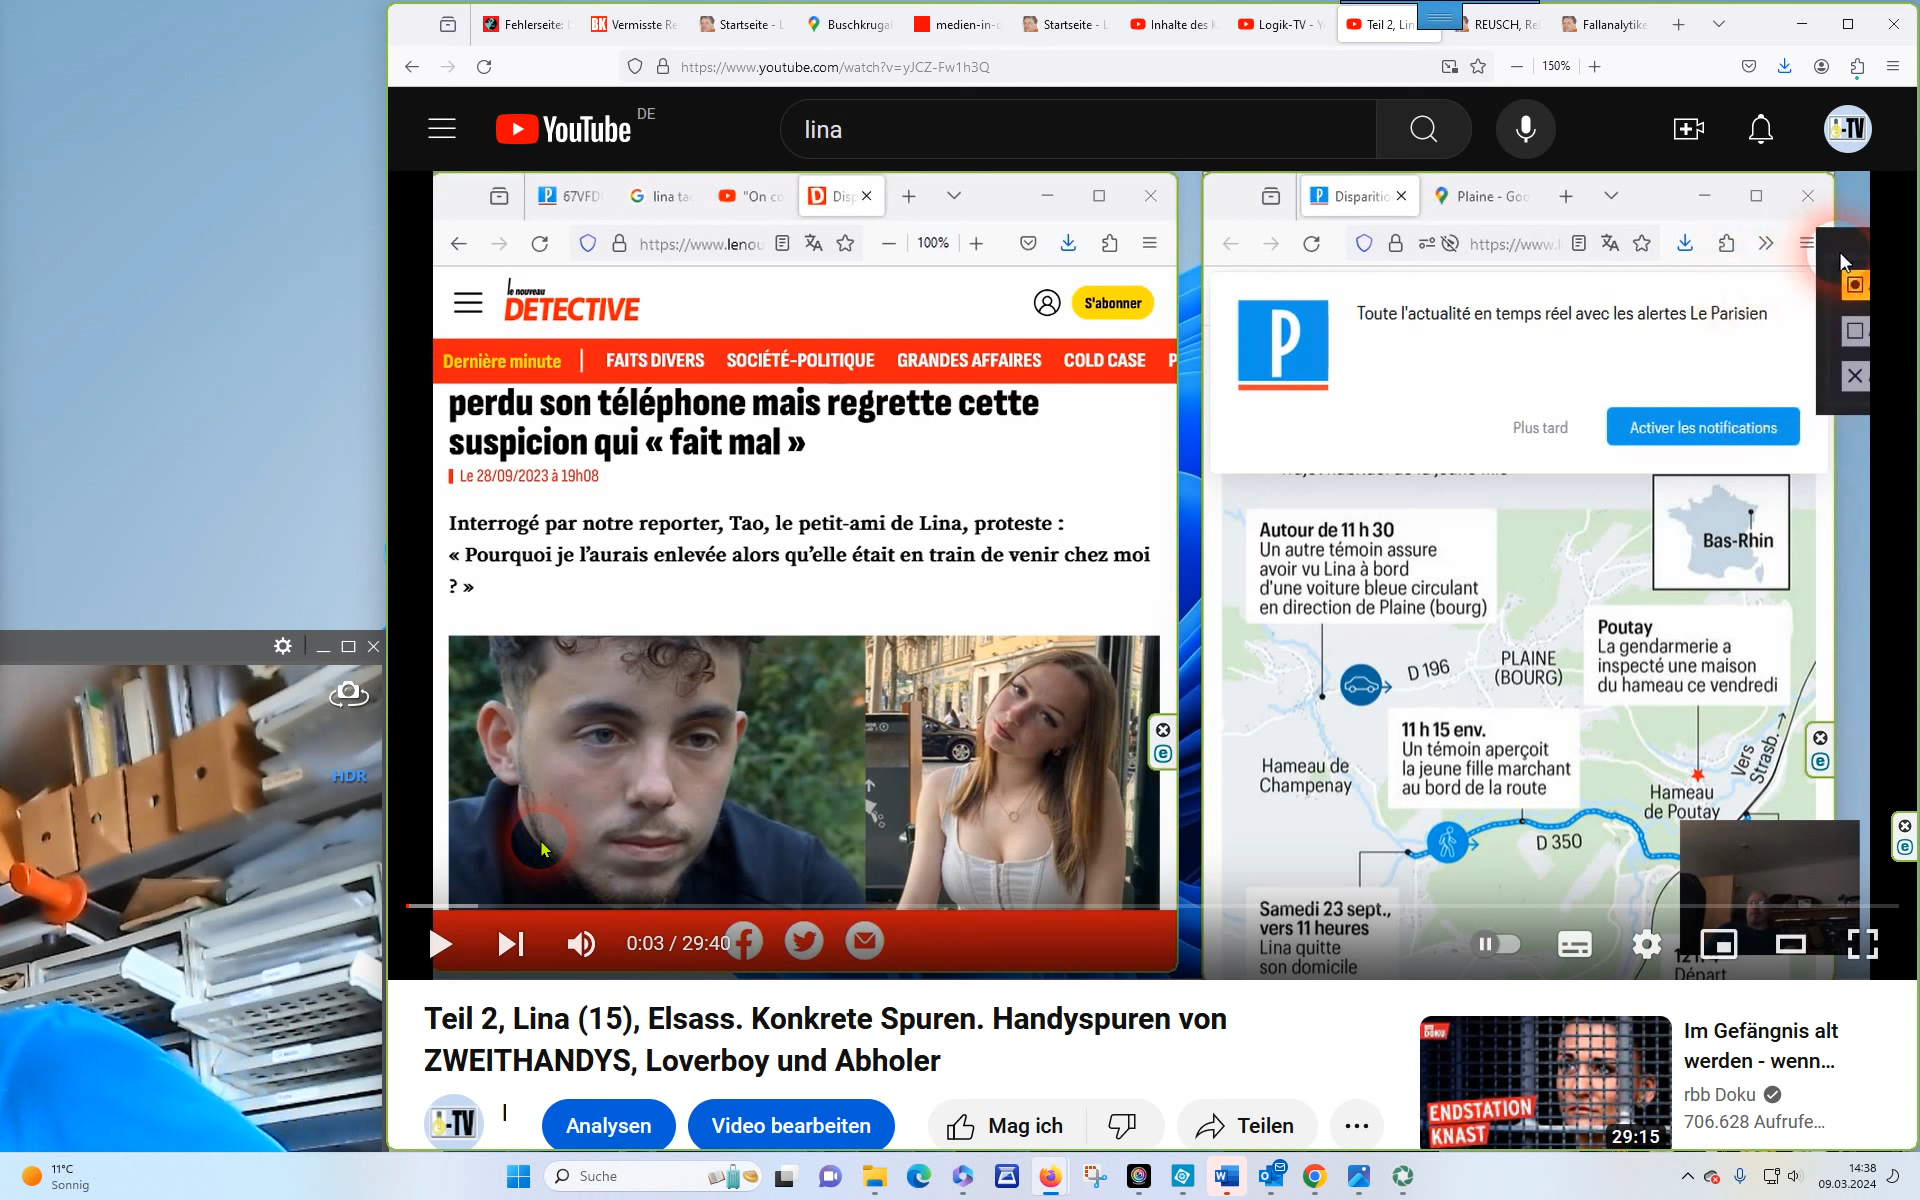 Fehlerseite:
Vermisste Re
Startseite - L
Buschkrugal
medien-in-d
Startseite - L
Inhalte des K
Logik-TV - Y
Teil 2, Lin
REUSCH, Re
Fallanalytike
https://www.youtube.com/watch?v=yJCZ-Fw1h3Q
150%
YouTube
DE
lina
-TV
67VFD
lina tac
"On co
Disp
https://www.lenou
100%
le nouveau
DETECTIVE
S'abonner
Dernière minute
FAITS DIVERS
SOCIÉTÉ-POLITIQUE
GRANDES AFFAIRES
COLD CASE
P
perdu son téléphone mais regrette cette
suspicion qui « fait mal »
Le 28/09/2023 à 19h08
Interrogé par notre reporter, Tao, le petit-ami de Lina, proteste :
« Pourquoi je l'aurais enlevée alors qu'elle était en train de venir chez moi
? »
Disparitio
Plaine - Goo
https://www.l
Toute l'actualité en temps réel avec les alertes Le Parisien
P
Plus tard
Activer les notifications
Bas-Rhin
Autour de 11 h 30
Un autre témoin assure
avoir vu Lina à bord
d'une voiture bleue circulant
en direction de Plaine (bourg)
Poutay
La gendarmerie a
inspecté une maison
du hameau ce vendredi
D 196
PLAINE
(BOURG)
11 h 15 env.
Un témoin aperçoit
la jeune fille marchant
au bord de la route
Hameau de
Champenay
Vers
Strasb.
Hameau
de Poutay
D 350
Samedi 23 sept.,
vers 11 heures
Lina quitte
son domicile
Départ
0:03 / 29:40
HDR
Teil 2, Lina (15), Elsass. Konkrete Spuren. Handyspuren von
ZWEITHANDYS, Loverboy und Abholer
-TV
l
Analysen
Video bearbeiten
Mag ich
Teilen
DOKU
ENDSTATION
KNAST
29:15
Im Gefängnis alt
werden - wenn...
rbb Doku
706.628 Aufrufe...
11°C
Sonnig
Suche
14:38
09.03.2024